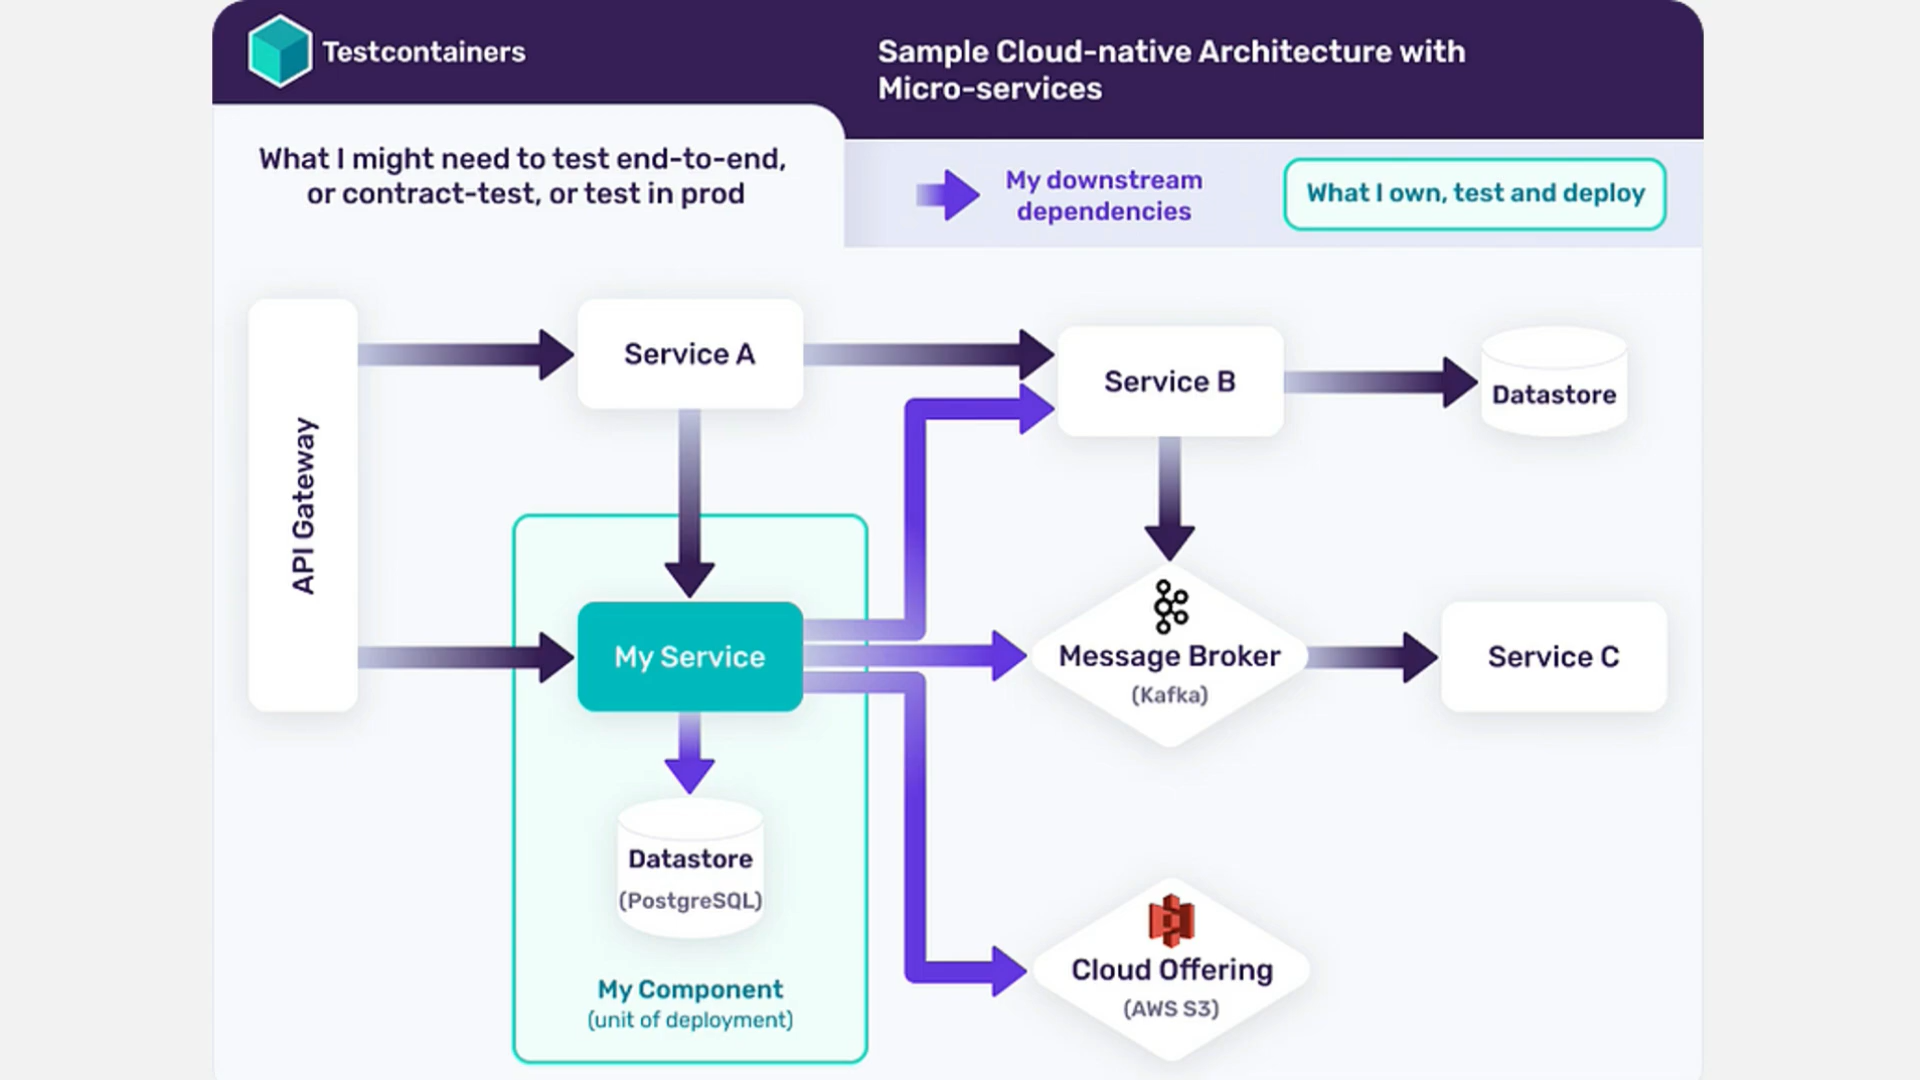 Testcontainers
Sample Cloud-native Architecture with
Micro-services
What I might need to test end-to-end,
or contract-test, or test in prod
My downstream
dependencies
What I own, test and deploy
API Gateway
Service A
Service B
Datastore
My Service
Message Broker
(Kafka)
Service C
Datastore
(PostgreSQL)
My Component
(unit of deployment)
Cloud Offering
(AWS S3)